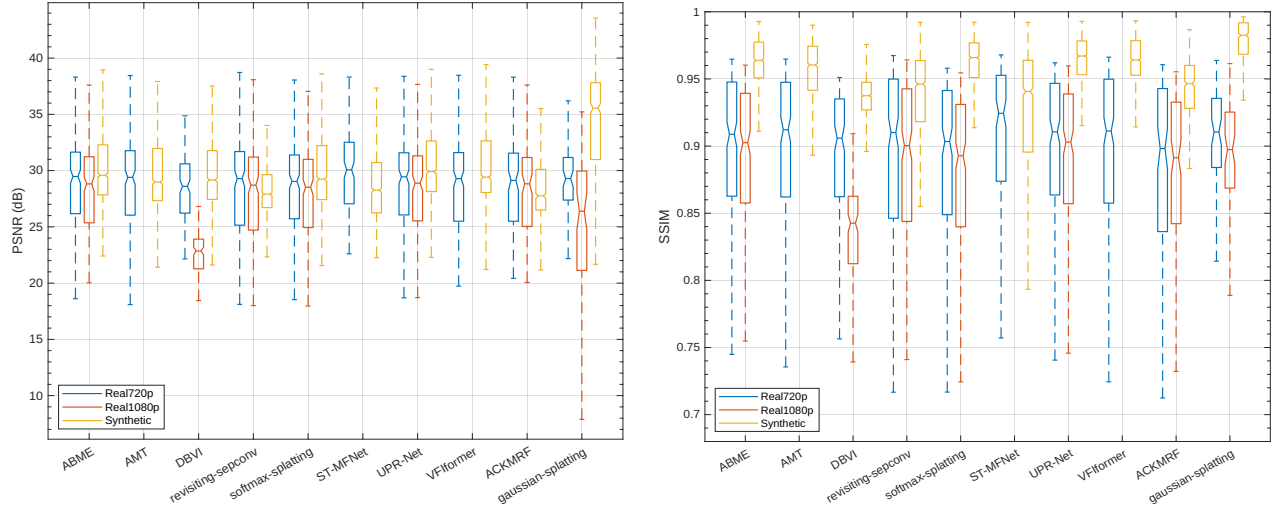 PSNR (dB)
40
35
30
25
20
15
10
Real720p
Real1080p
Synthetic
ABME
AMT
DBVI
revisiting-sepconv
softmax-splatting
ST-MFNet
UPR-Net
VFIformer
ACKMRF
gaussian-splatting
SSIM
1
0.95
0.9
0.85
0.8
0.75
0.7
Real720p
Real1080p
Synthetic
ABME
AMT
DBVI
revisiting-sepconv
softmax-splatting
ST-MFNet
UPR-Net
VFIformer
ACKMRF
gaussian-splatting